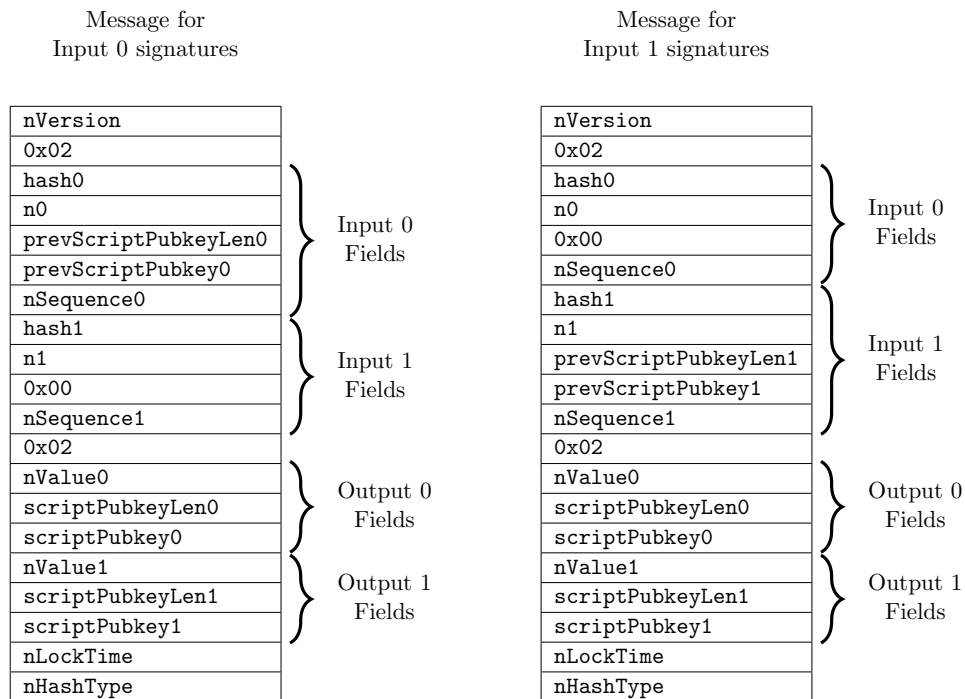 Message for
Input 0 signatures
nVersion
0x02
hash0
n0
prevScriptPubkeyLen0
prevScriptPubkey0
nSequence0
hash1
n1
0x00
nSequence1
0x02
nValue0
scriptPubkeyLen0
scriptPubkey0
nValue1
scriptPubkeyLen1
scriptPubkey1
nLockTime
nHashType
Input 0
Fields
Input 1
Fields
Output 0
Fields
Output 1
Fields
Message for
Input 1 signatures
nVersion
0x02
hash0
n0
0x00
nSequence0
hash1
n1
prevScriptPubkeyLen1
prevScriptPubkey1
nSequence1
0x02
nValue0
scriptPubkeyLen0
scriptPubkey0
nValue1
scriptPubkeyLen1
scriptPubkey1
nLockTime
nHashType
Input 0
Fields
Input 1
Fields
Output 0
Fields
Output 1
Fields